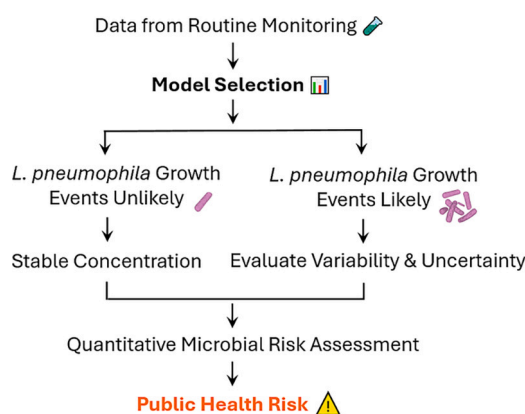 Data from Routine Monitoring
Model Selection
L. pneumophila Growth
Events Unlikely
L. pneumophila Growth
Events Likely
Stable Concentration
Evaluate Variability & Uncertainty
Quantitative Microbial Risk Assessment
Public Health Risk